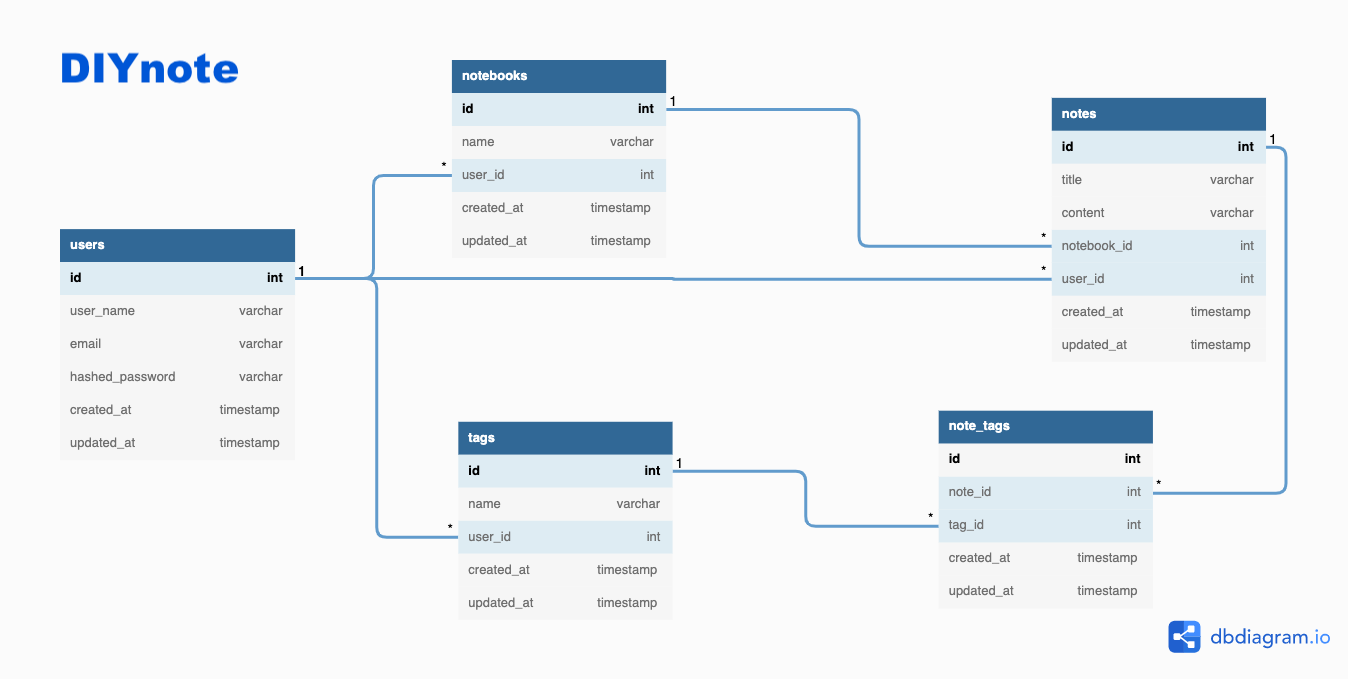 DIYnote
notebooks
id int 1
name varchar
* user_id int
created_at timestamp
updated_at timestamp
notes
id int 1
title varchar
content varchar
* notebook_id int
* user_id int
created_at timestamp
updated_at timestamp
users
id int 1
user_name varchar
email varchar
hashed_password varchar
created_at timestamp
updated_at timestamp
tags
id int 1
name varchar
* user_id int
created_at timestamp
updated_at timestamp
note_tags
id int
note_id int *
* tag_id int
created_at timestamp
updated_at timestamp
dbdiagram.io